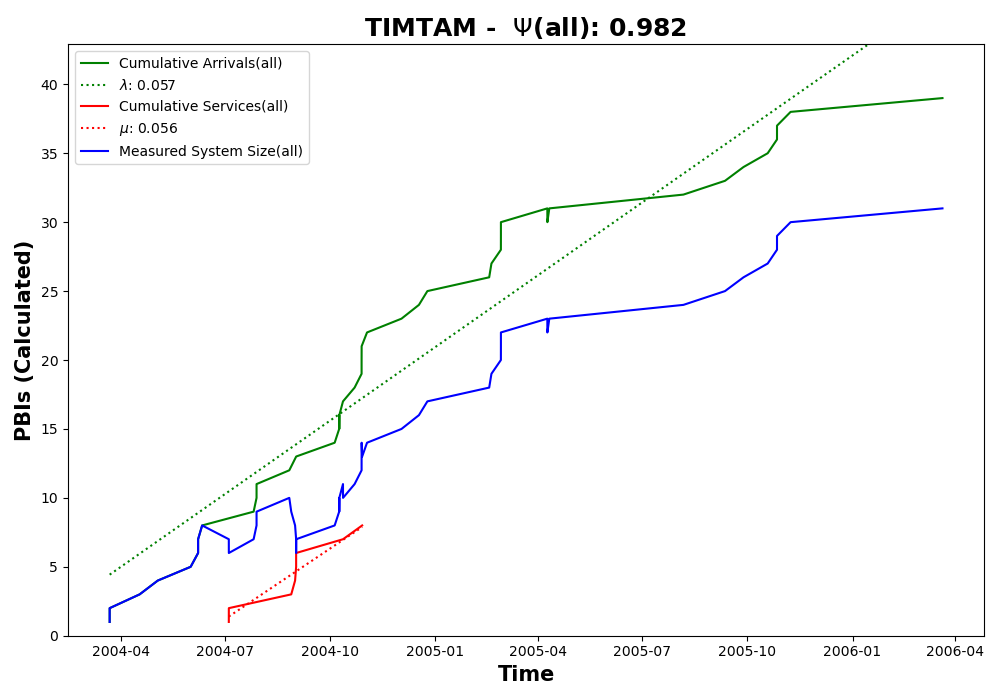 TIMTAM -  Ψ(all): 0.982
Cumulative Arrivals(all)
λ: 0.057
Cumulative Services(all)
μ: 0.056
Measured System Size(all)
PBIs (Calculated)
40
35
30
25
20
15
10
5
0
2004-04 2004-07 2004-10 2005-01 2005-04 2005-07 2005-10 2006-01 2006-04
Time